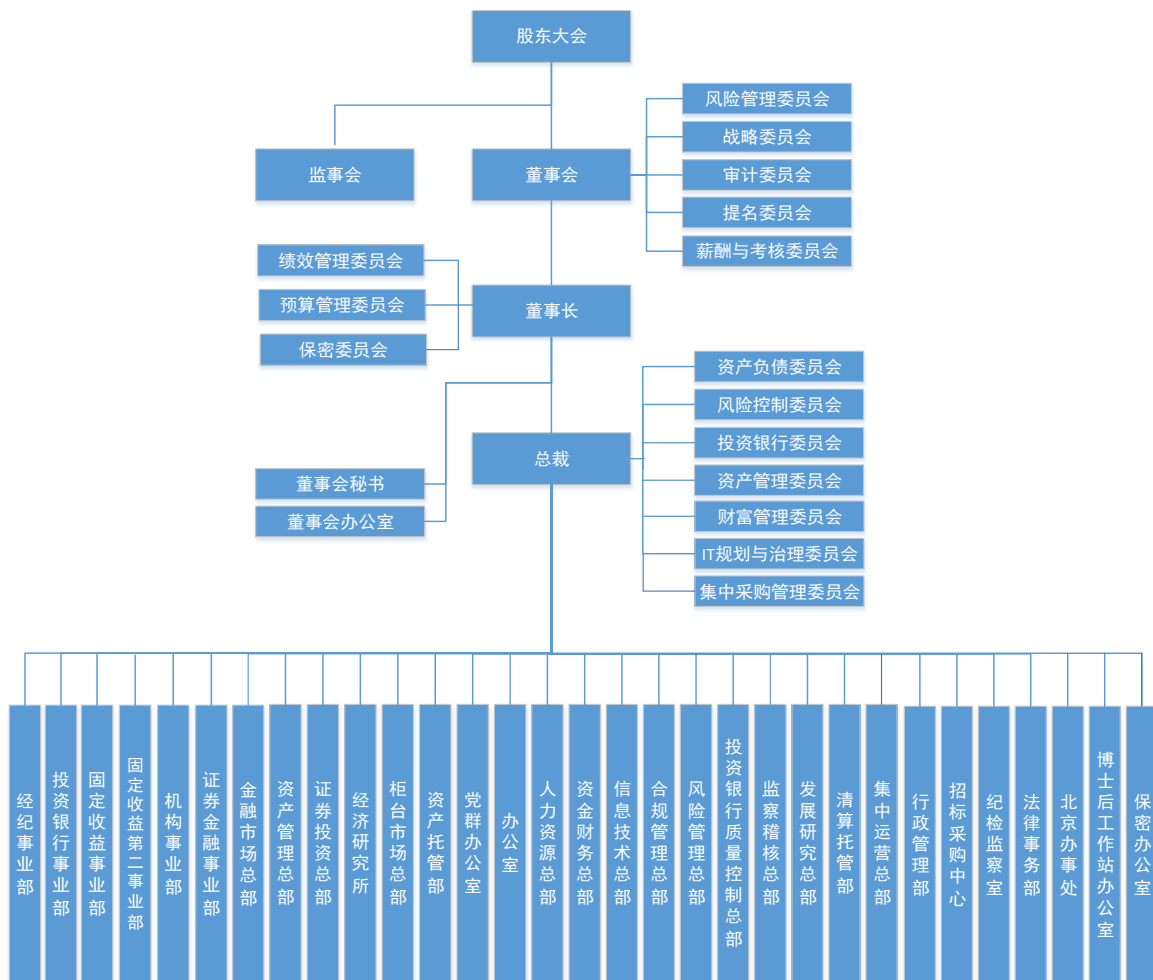 股东大会
风险管理委员会
战略委员会
监事会
董事会
审计委员会
提名委员会
薪酬与考核委员会
绩效管理委员会
预算管理委员会
董事长
保密委员会
资产负债委员会
风险控制委员会
投资银行委员会
总裁
资产管理委员会
董事会秘书
财富管理委员会
董事会办公室
IT规划与治理委员会
集中采购管理委员会
经纪事业部
投资银行事业部
固定收益事业部
固定收益第二事业部
机构事业部
证券金融事业部
金融市场总部
资产管理总部
证券投资总部
经济研究所
柜台市场总部
资产托管部
党群办公室
办公室
人力资源总部
资金财务总部
信息技术总部
合规管理总部
风险管理总部
投资银行质量控制总部
监察稽核总部
发展研究总部
清算托管部
集中运营总部
行政管理部
招标采购中心
纪检监察室
法律事务部
北京办事处
博士后工作站办公室
保密办公室